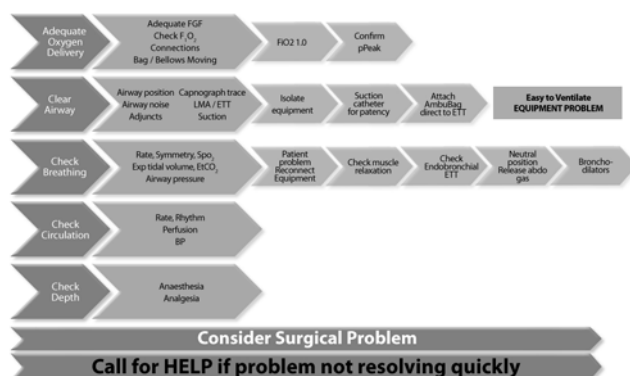 Adequate
Oxygen
Delivery
Adequate FGF
Check FIO2
Connections
Bag / Bellows Moving
FiO2 1.0
Confirm
pPeak
Clear
Airway
Airway position Capnograph trace
Airway noise LMA / ETT
Adjuncts Suction
Isolate
equipment
Suction
catheter
for patency
Attach
AmbuBag
direct to ETT
Easy to Ventilate
EQUIPMENT PROBLEM
Check
Breathing
Rate, Symmetry, Spo2
Exp tidal volume, EtCO2
Airway pressure
Patient
problem
Reconnect
Equipment
Check muscle
relaxation
Check
Endobronchial
ETT
Neutral
position
Release abdo
gas
Broncho-
dilators
Check
Circulation
Rate, Rhythm
Perfusion
BP
Check
Depth
Anaesthesia
Analgesia
Consider Surgical Problem
Call for HELP if problem not resolving quickly